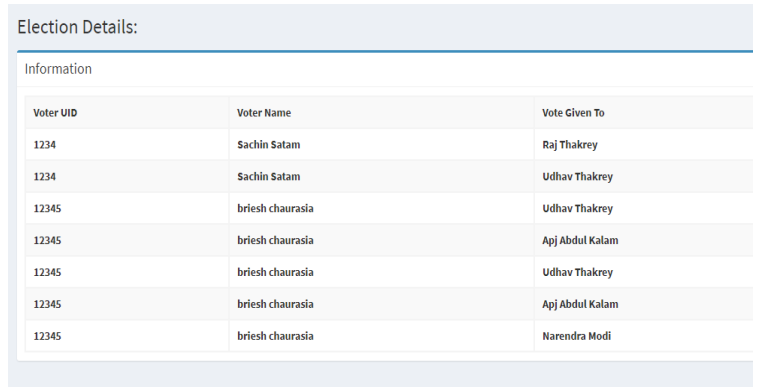 Election Details:
Information
Voter UID Voter Name Vote Given To
1234 Sachin Satam Raj Thakrey
1234 Sachin Satam Udhav Thakrey
12345 briesh chaurasia Udhav Thakrey
12345 briesh chaurasia Apj Abdul Kalam
12345 briesh chaurasia Udhav Thakrey
12345 briesh chaurasia Apj Abdul Kalam
12345 briesh chaurasia Narendra Modi